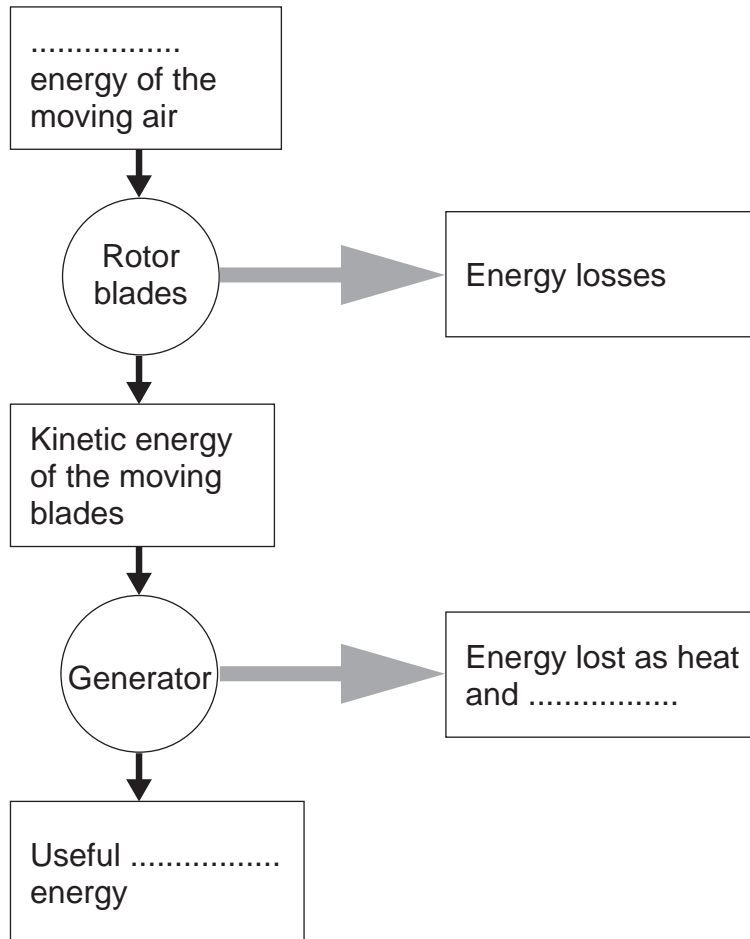 .................
energy of the
moving air
Rotor
blades
Energy losses
Kinetic energy
of the moving
blades
Generator
Energy lost as heat
and .................
Useful .................
energy